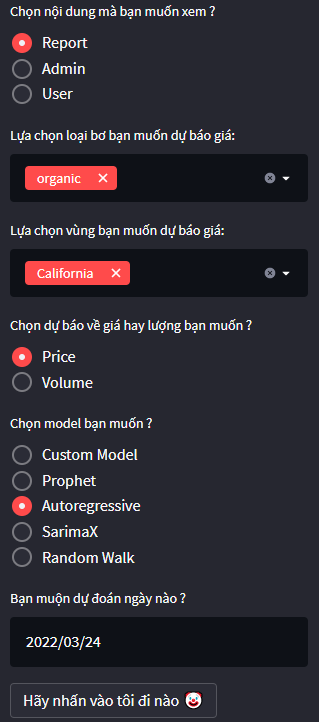 Chọn nội dung mà bạn muốn xem ?
Report
Admin
User
Lựa chọn loại bơ bạn muốn dự báo giá:
organic
Lựa chọn vùng bạn muốn dự báo giá:
California
Chọn dự báo về giá hay lượng bạn muốn ?
Price
Volume
Chọn model bạn muốn ?
Custom Model
Prophet
Autoregressive
SarimaX
Random Walk
Bạn muộn dự đoán ngày nào ?
2022/03/24
Hãy nhấn vào tôi đi nào 🤡